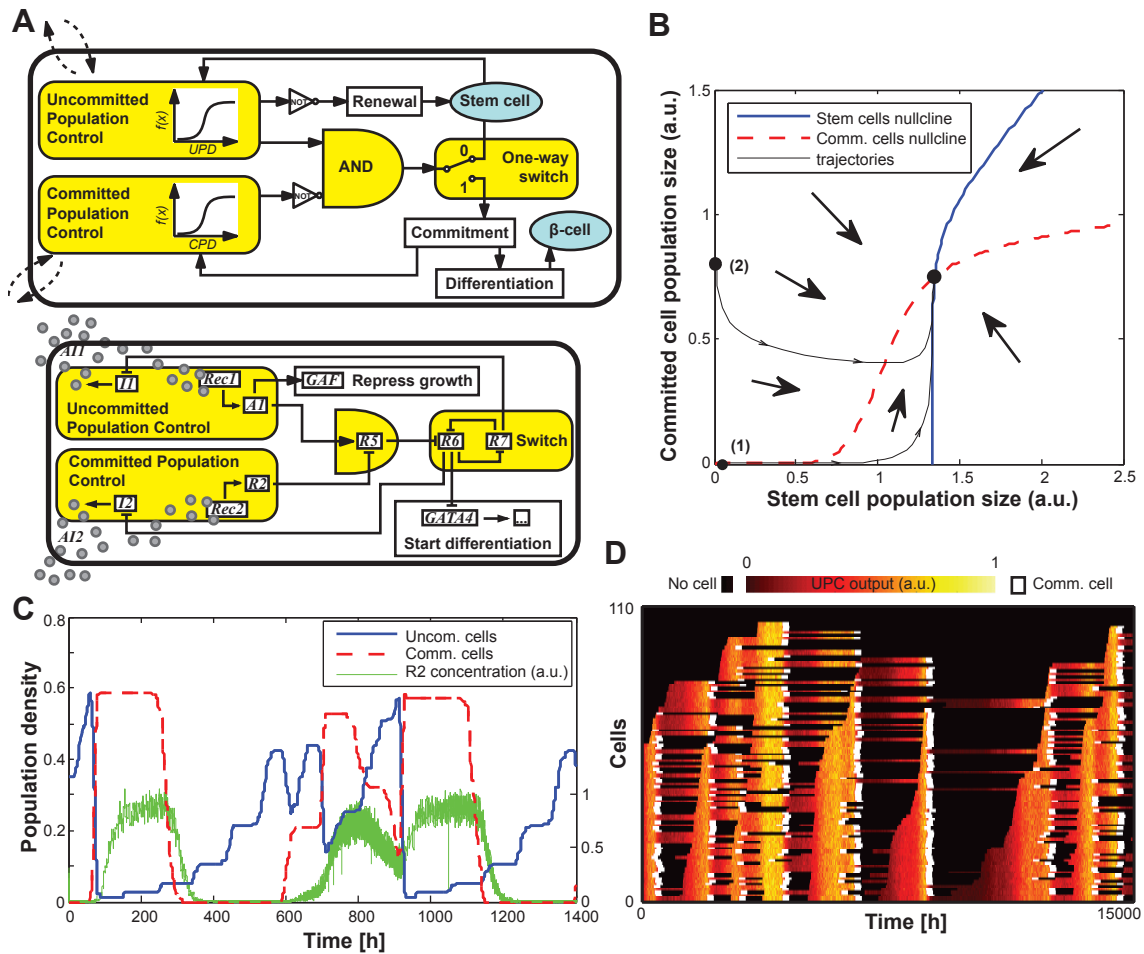 A
Uncommitted
Population
Control
f(x)
UPD
NOT
Renewal
Stem cell
AND
0
1
One-way
switch
Committed
Population
Control
f(x)
CPD
NOT
Commitment
β-cell
Differentiation
AI1
I1
Rec1
A1
GAF
Repress growth
Uncommitted
Population Control
R5
R6
R7
Switch
Committed Population
Control
R2
I2
Rec2
AI2
GATA4
...
Start differentiation
B
Committed cell population size (a.u.)
1.5
1
0.5
0
Stem cells nullcline
Comm. cells nullcline
trajectories
(2)
(1)
0 0.5 1 1.5 2 2.5
Stem cell population size (a.u.)
C
Population density
0.8
0.6
0.4
0.2
0
Uncom. cells
Comm. cells
R2 concentration (a.u.)
1
0.5
0
0 200 400 600 800 1000 1200 1400
Time [h]
D
No cell
0 1
UPC output (a.u.)
Comm. cell
110
Cells
0
0 15000
Time [h]